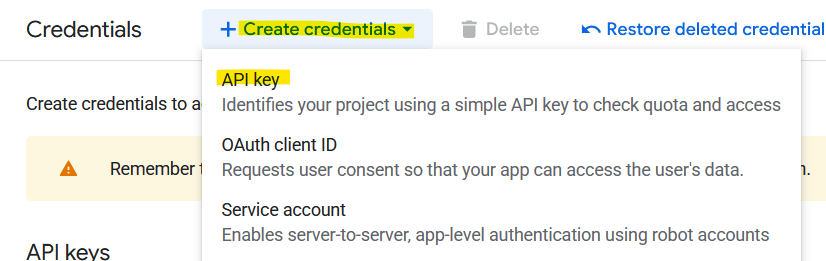 Credentials
Create credentials
Delete
Restore deleted credential
API key
Identifies your project using a simple API key to check quota and access
Create credentials to
OAuth client ID
Requests user consent so that your app can access the user's data.
Remember
Service account
Enables server-to-server, app-level authentication using robot accounts
API keys